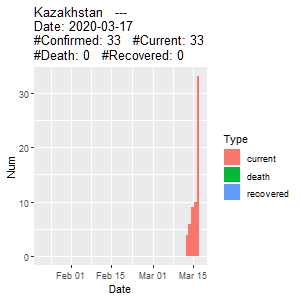 Kazakhstan   ---
Date: 2020-03-17
#Confirmed: 33   #Current: 33
#Death: 0   #Recovered: 0
Num
30
20
10
0
Feb 01
Feb 15
Mar 01
Mar 15
Date
Type
current
death
recovered